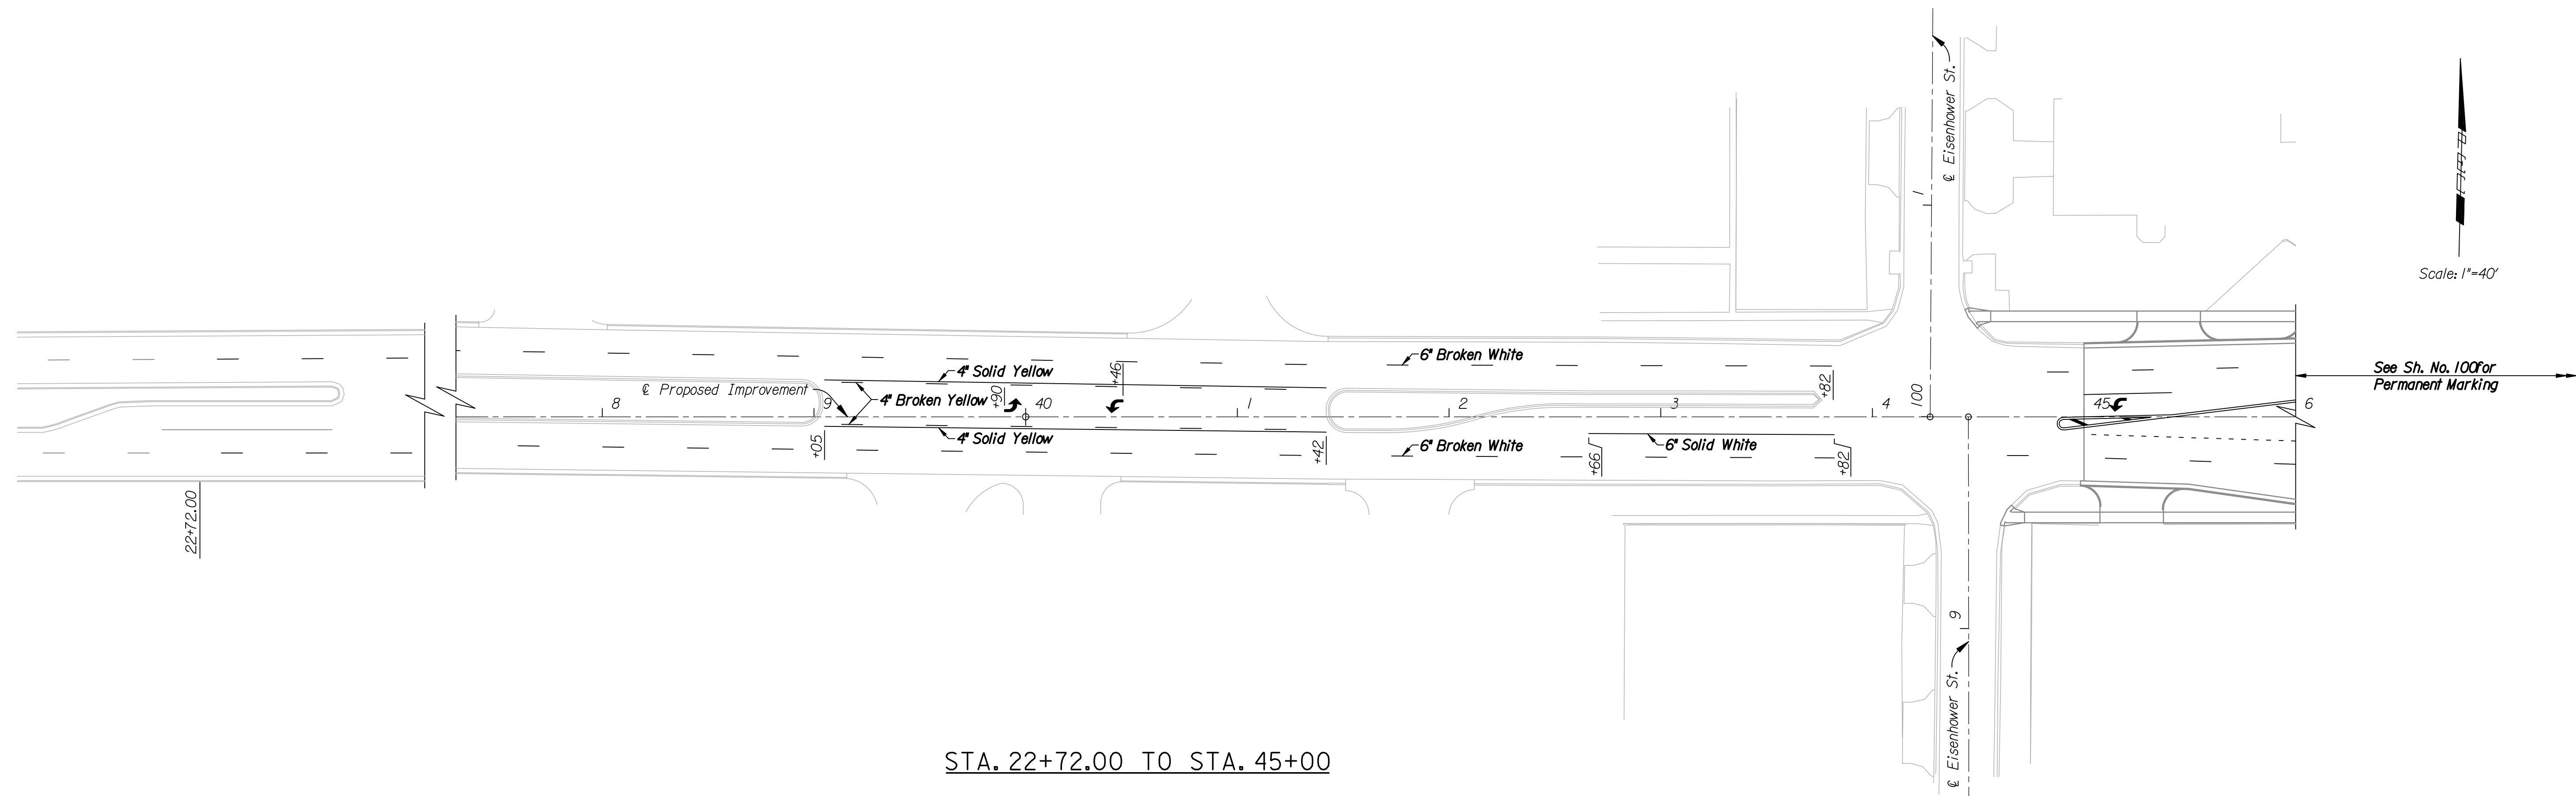 ℄ Eisenhower St.
1
100
Scale: 1"=40'
See Sh. No. 100for
Permanent Marking
6" Broken White
4" Solid Yellow
+46
℄ Proposed Improvement
4" Broken Yellow
+90
+82
8
9
40
1
2
3
4
45
6
4" Solid Yellow
+05
+42
6" Broken White
+66
6" Solid White
+82
22+72.00
9
℄ Eisenhower St.
STA. 22+72.00 TO STA. 45+00